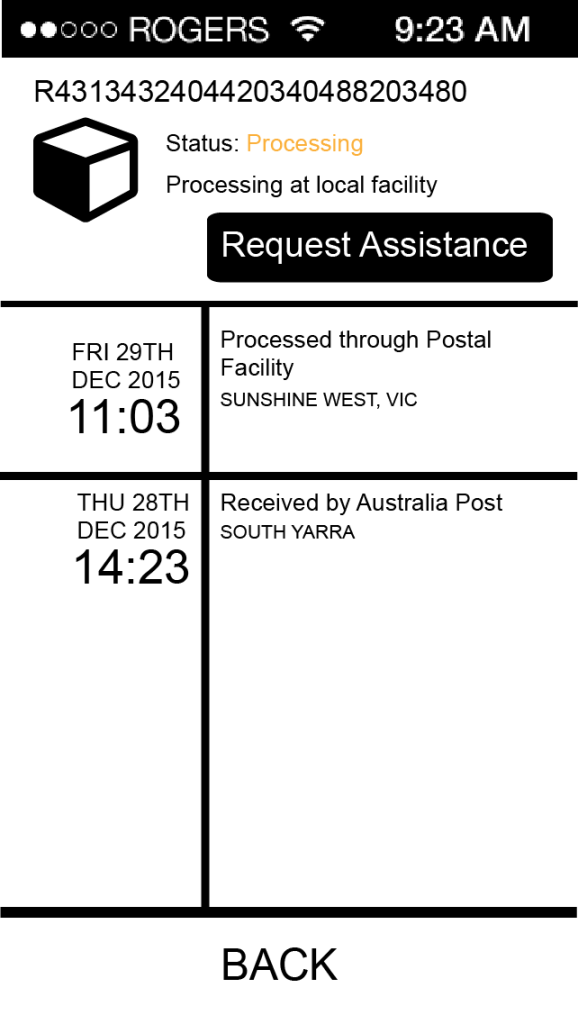 ROGERS 9:23 AM
R4313432404420340488203480
Status: Processing
Processing at local facility
Request Assistance
FRI 29TH
DEC 2015
11:03
Processed through Postal
Facility
SUNSHINE WEST, VIC
THU 28TH
DEC 2015
14:23
Received by Australia Post
SOUTH YARRA
BACK